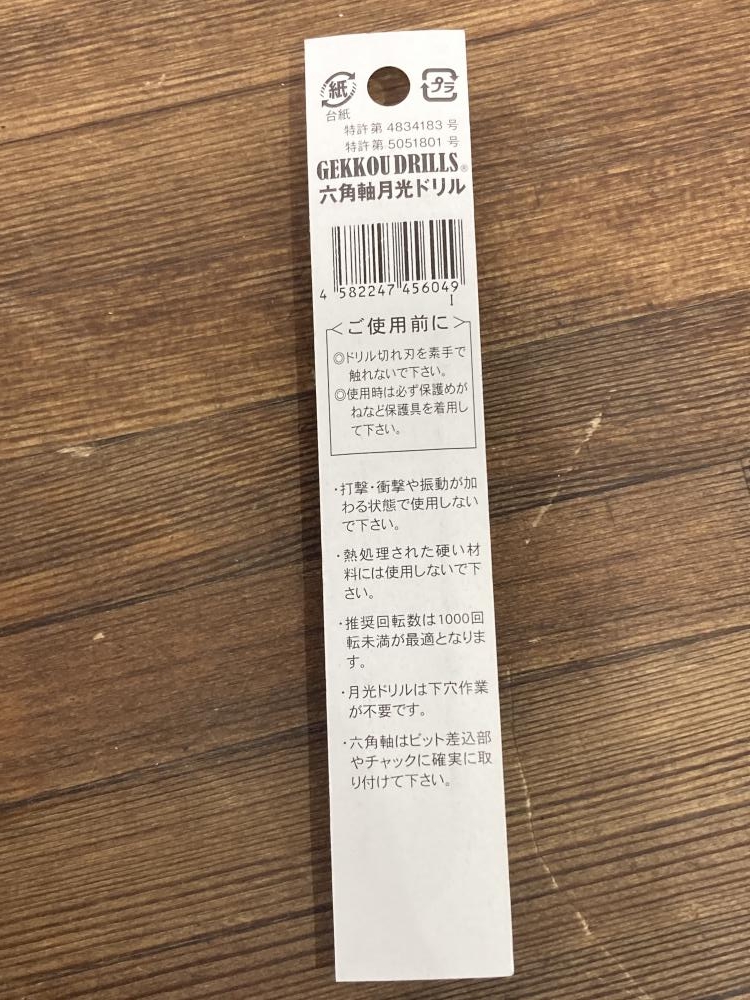 紙 プラ
台紙
特許第 4834183 号
特許第 5051801 号
GEKKOU DRILLS®
六角軸月光ドリル
4 582247 456049
1
<ご使用前に>
◎ドリル切れ刃を素手で
触れないで下さい。
◎使用時は必ず保護めが
ねなど保護具を着用し
て下さい。
・打撃・衝撃や振動が加
わる状態で使用しない
で下さい。
・熱処理された硬い材
料には使用しないで下
さい。
・推奨回転数は1000回
転未満が最適となりま
す。
・月光ドリルは下穴作業
が不要です。
・六角軸はビット差込部
やチャックに確実に取
り付けて下さい。